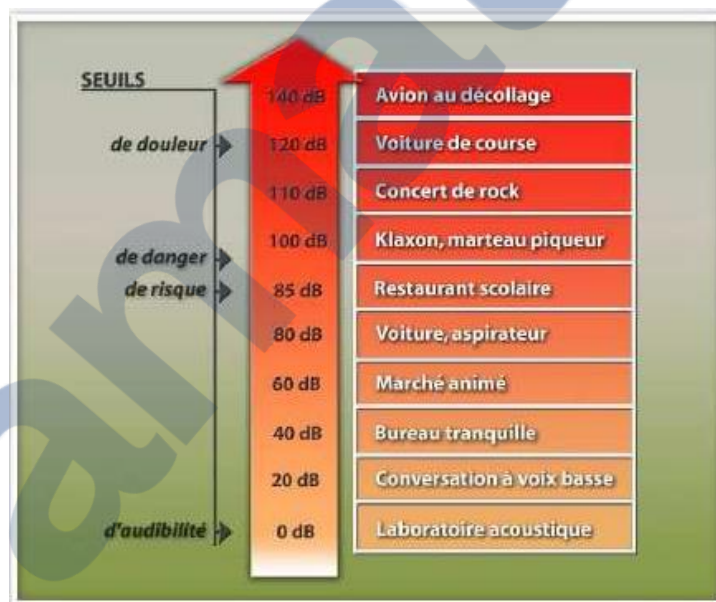 SEUILS
140 dB Avion au décollage
de douleur 120 dB Voiture de course
110 dB Concert de rock
100 dB Klaxon, marteau piqueur
de danger
de risque 85 dB Restaurant scolaire
80 dB Voiture, aspirateur
60 dB Marché animé
40 dB Bureau tranquille
20 dB Conversation à voix basse
d'audibilité 0 dB Laboratoire acoustique